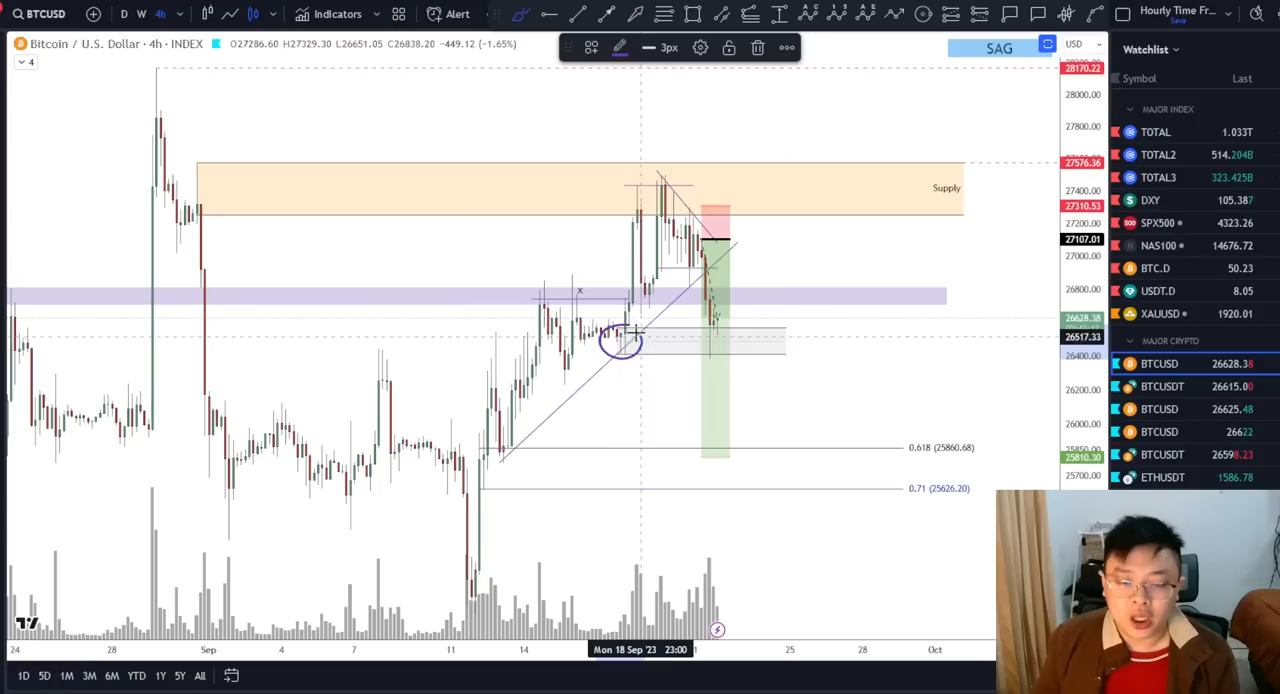 BTCUSD D W 4h Indicators Alert Hourly Time Fr... Save
Bitcoin / U.S. Dollar · 4h · INDEX O27286.60 H27329.30 L26651.05 C26838.20 -449.12 (-1.65%)
4
3px
SAG
USD
Watchlist
Symbol Last
MAJOR INDEX
TOTAL 1.033T
TOTAL2 514.204B
TOTAL3 323.425B
DXY 105.387
SPX500 4323.26
NAS100 14676.72
BTC.D 50.23
USDT.D 8.05
XAUUSD 1920.01
MAJOR CRYPTO
BTCUSD 26628.38
BTCUSDT 26615.00
BTCUSD 26625.48
BTCUSD 26622
BTCUSDT 26598.23
ETHUSDT 1586.78
28170.22
28000.00
27800.00
27576.36
27400.00
27310.53
27200.00
27107.01
27000.00
26800.00
26628.38
26517.33
26400.00
26200.00
26000.00
25810.30
25700.00
Supply
x
0.618 (25860.68)
0.71 (25626.20)
24 28 Sep 4 7 11 14 Mon 18 Sep '23 23:00 25 28 Oct
1D 5D 1M 3M 6M YTD 1Y 5Y All